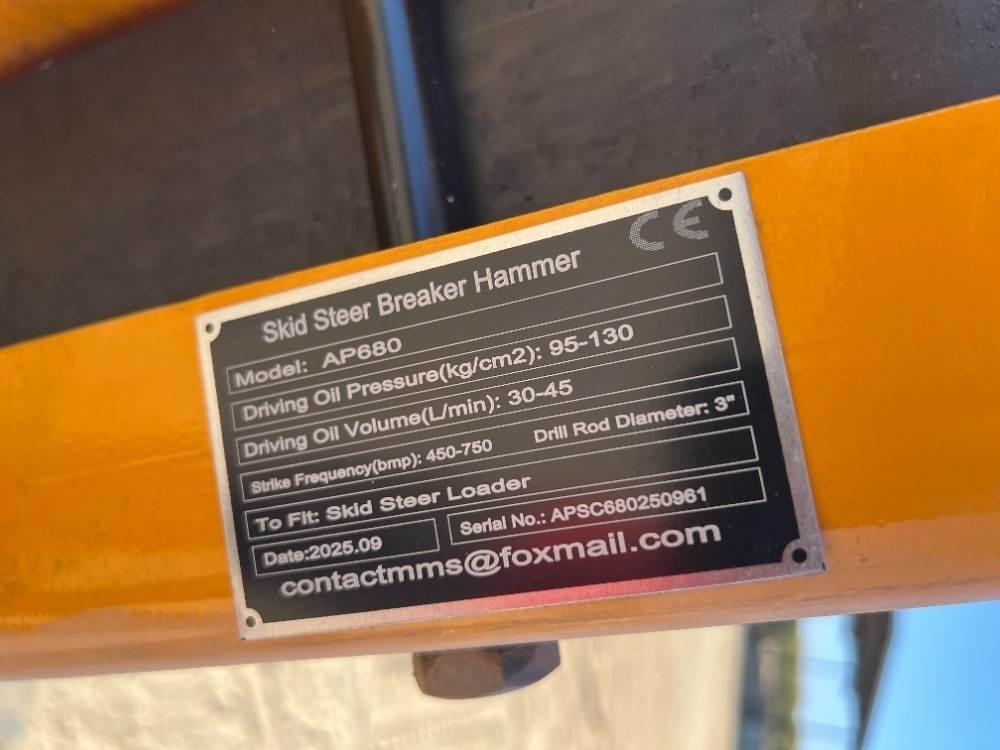 CE
Skid Steer Breaker Hammer
Model: AP680
Driving Oil Pressure(kg/cm2): 95-130
Driving Oil Volume(L/min): 30-45
Strike Frequency(bmp): 450-750 Drill Rod Diameter: 3"
To Fit: Skid Steer Loader
Date:2025.09 Serial No.: APSC680250961
contactmms@foxmail.com